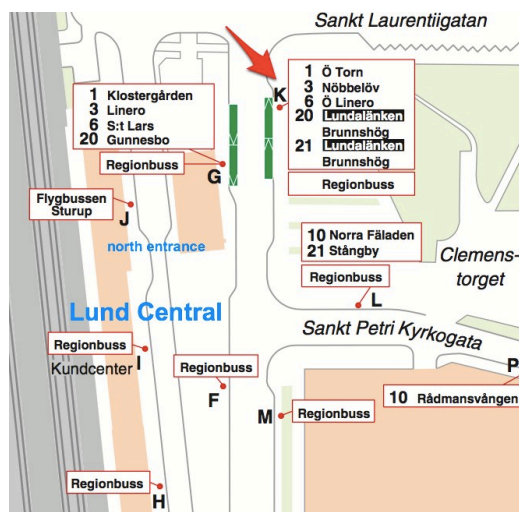 Sankt Laurentiigatan
K
1 Ö Torn
3 Nöbbelöv
6 Ö Linero
20 Lundalänken
Brunnshög
21 Lundalänken
Brunnshög
Regionbuss
1 Klostergården
3 Linero
6 S:t Lars
20 Gunnesbo
Regionbuss
G
Flygbussen
Sturup
J
north entrance
10 Norra Fäladen
21 Stångby
Regionbuss
L
Clemens-
torget
Lund Central
Sankt Petri Kyrkogata
Regionbuss
Kundcenter I
Regionbuss
F
P
10 Rådmansvången
M Regionbuss
Regionbuss
H